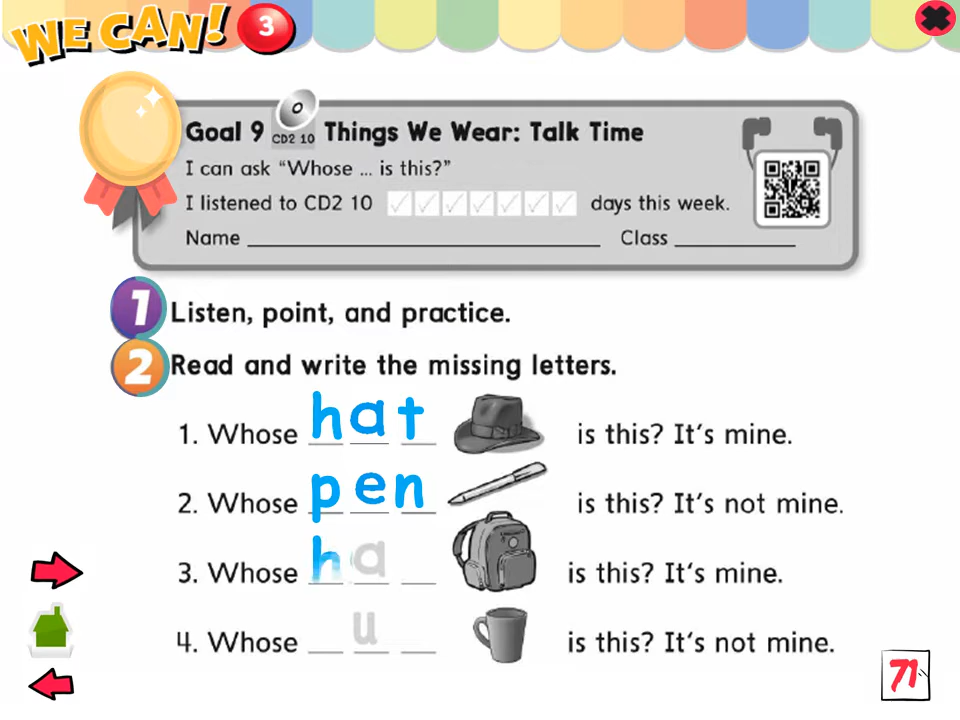 WE CAN! 3
Goal 9 CD2 10 Things We Wear: Talk Time
I can ask “Whose ... is this?”
I listened to CD2 10 days this week.
Name Class
1 Listen, point, and practice.
2 Read and write the missing letters.
1. Whose hat is this? It's mine.
2. Whose pen is this? It's not mine.
3. Whose ha is this? It's mine.
4. Whose u is this? It's not mine.
71